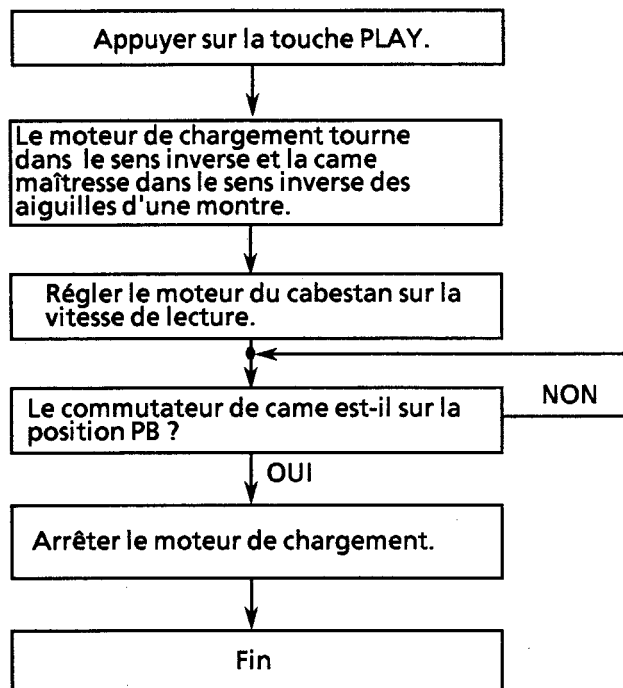 Appuyer sur la touche PLAY.
Le moteur de chargement tourne
dans le sens inverse et la came
maîtresse dans le sens inverse des
aiguilles d'une montre.
Régler le moteur du cabestan sur la
vitesse de lecture.
Le commutateur de came est-il sur la
position PB ?
NON
OUI
Arrêter le moteur de chargement.
Fin